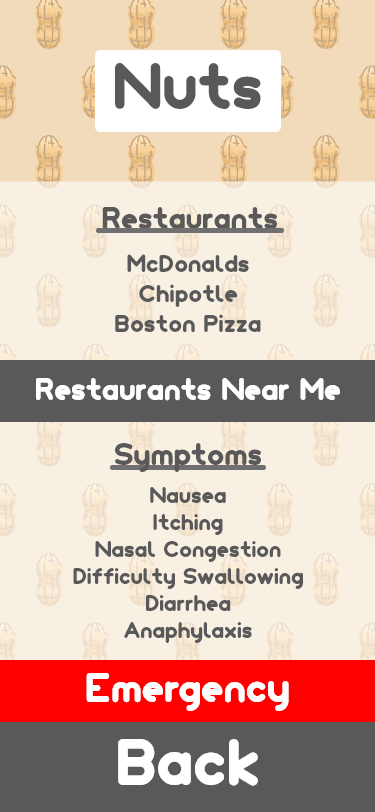 Nuts
Restaurants
McDonalds
Chipotle
Boston Pizza
Restaurants Near Me
Symptoms
Nausea
Itching
Nasal Congestion
Difficulty Swallowing
Diarrhea
Anaphylaxis
Emergency
Back